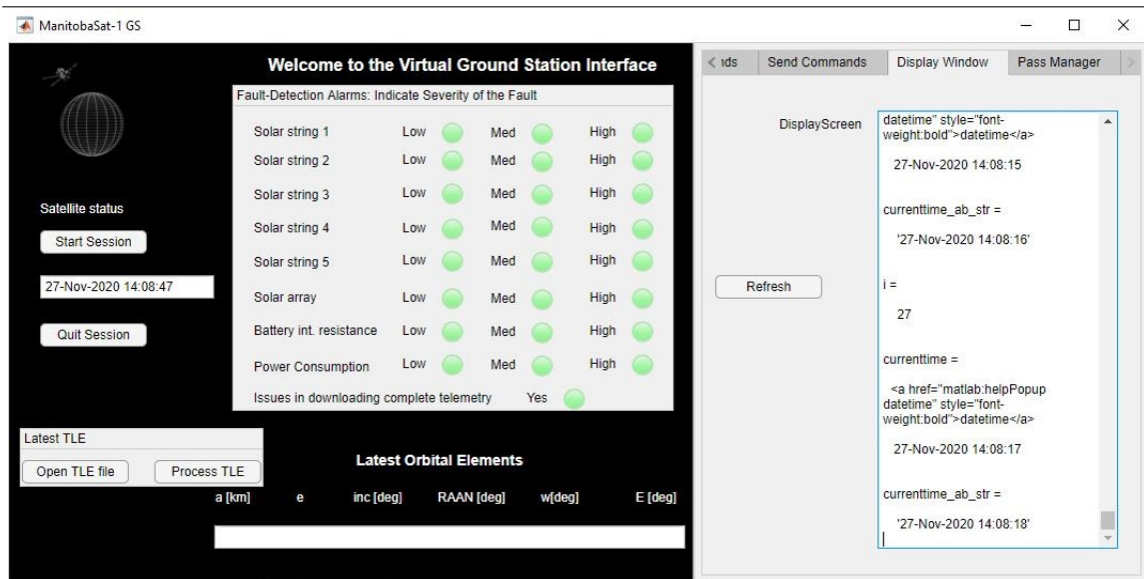 ManitobaSat-1 GS
Welcome to the Virtual Ground Station Interface
Fault-Detection Alarms: Indicate Severity of the Fault
Solar string 1 Low Med High
Solar string 2 Low Med High
Solar string 3 Low Med High
Solar string 4 Low Med High
Solar string 5 Low Med High
Solar array Low Med High
Battery int. resistance Low Med High
Power Consumption Low Med High
Issues in downloading complete telemetry Yes
Satellite status
Start Session
27-Nov-2020 14:08:47
Quit Session
Latest TLE
Open TLE file Process TLE
Latest Orbital Elements
a [km] e inc [deg] RAAN [deg] w[deg] E [deg]
Send Commands Display Window Pass Manager
DisplayScreen
Refresh
datetime" style="font-
weight:bold">datetime</a>
27-Nov-2020 14:08:15
currenttime_ab_str =
'27-Nov-2020 14:08:16'
i =
27
currenttime =
<a href="matlab:helpPopup
datetime" style="font-
weight:bold">datetime</a>
27-Nov-2020 14:08:17
currenttime_ab_str =
'27-Nov-2020 14:08:18'